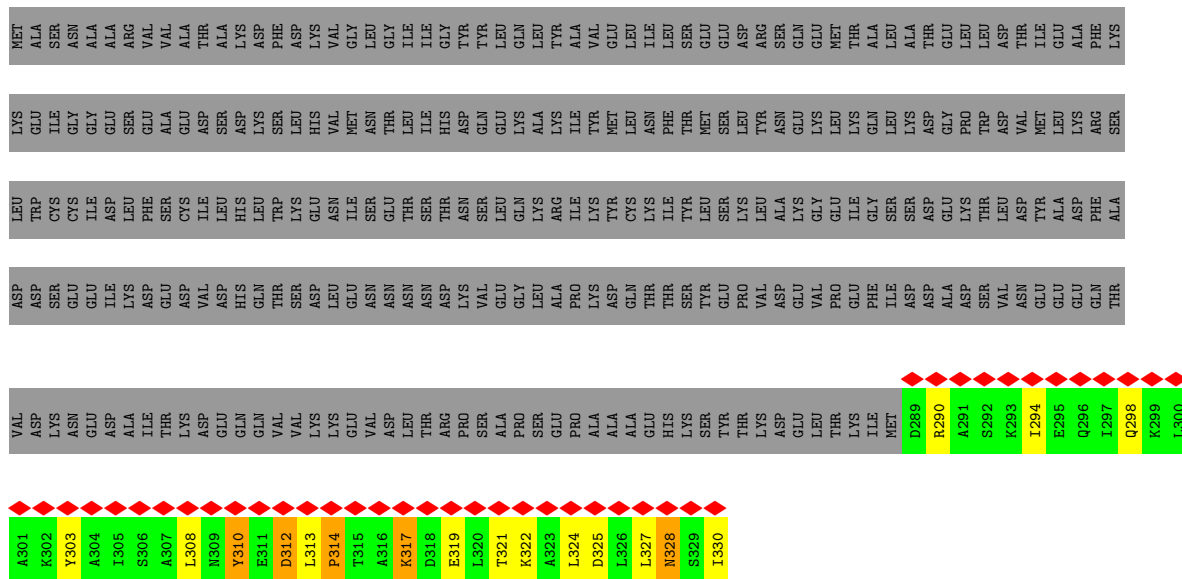 MET ALA SER ASN ALA ALA ARG VAL VAL ALA THR ALA LYS ASP PHE ASP LYS VAL GLY LEU GLY ILE ILE GLY TYR TYR LEU GLN LEU TYR ALA VAL GLU LEU ILE LEU SER GLU GLU ASP ARG SER GLN GLU MET THR ALA LEU ALA THR GLU LEU LEU ASP THR ILE GLU ALA PHE LYS
LYS GLU ILE GLY GLY GLU SER GLU ALA GLU ASP SER ASP LYS SER LEU HIS VAL MET ASN THR LEU ILE HIS ASP GLN GLU LYS ALA LYS ILE TYR MET LEU ASN PHE THR MET SER LEU TYR ASN GLU LYS LEU LYS GLN LEU LYS ASP GLY PRO TRP ASP VAL MET LEU LYS ARG SER
LEU TRP CYS CYS ILE ASP LEU PHE SER CYS ILE LEU HIS LEU TRP LYS GLU ASN ILE SER GLU THR SER THR ASN SER LEU GLN LYS ARG ILE LYS TYR CYS LYS ILE TYR LEU SER LYS LEU ALA LYS GLY GLU ILE GLY SER SER ASP GLU LYS THR LEU ASP TYR ALA ASP PHE ALA
ASP ASP SER GLU GLU ILE LYS ASP GLU ASP VAL ASP HIS GLN THR SER ASP LEU GLU ASN ASN ASN ASN ASP LYS VAL GLU GLY LEU ALA PRO LYS ASP GLN THR THR SER TYR GLU PRO VAL ASP GLU VAL PRO GLU PHE ILE ASP ASP ALA ASP SER VAL ASN GLU GLU GLU GLN THR
VAL ASP LYS ASN GLU ASP ALA ILE THR LYS ASP GLU GLN GLN VAL VAL LYS LYS GLU VAL ASP LEU THR ARG PRO SER ALA PRO SER GLU PRO ALA ALA ALA GLU HIS LYS SER TYR THR LYS ASP GLU LEU THR LYS ILE MET D289 R290 A291 S292 K293 I294 E295 Q296 I297 Q298 K299 L300
A301 K302 Y303 A304 I305 S306 A307 L308 N309 Y310 E311 D312 L313 P314 T315 A316 K317 D318 E319 L320 T321 K322 A323 L324 D325 L326 L327 N328 S329 I330